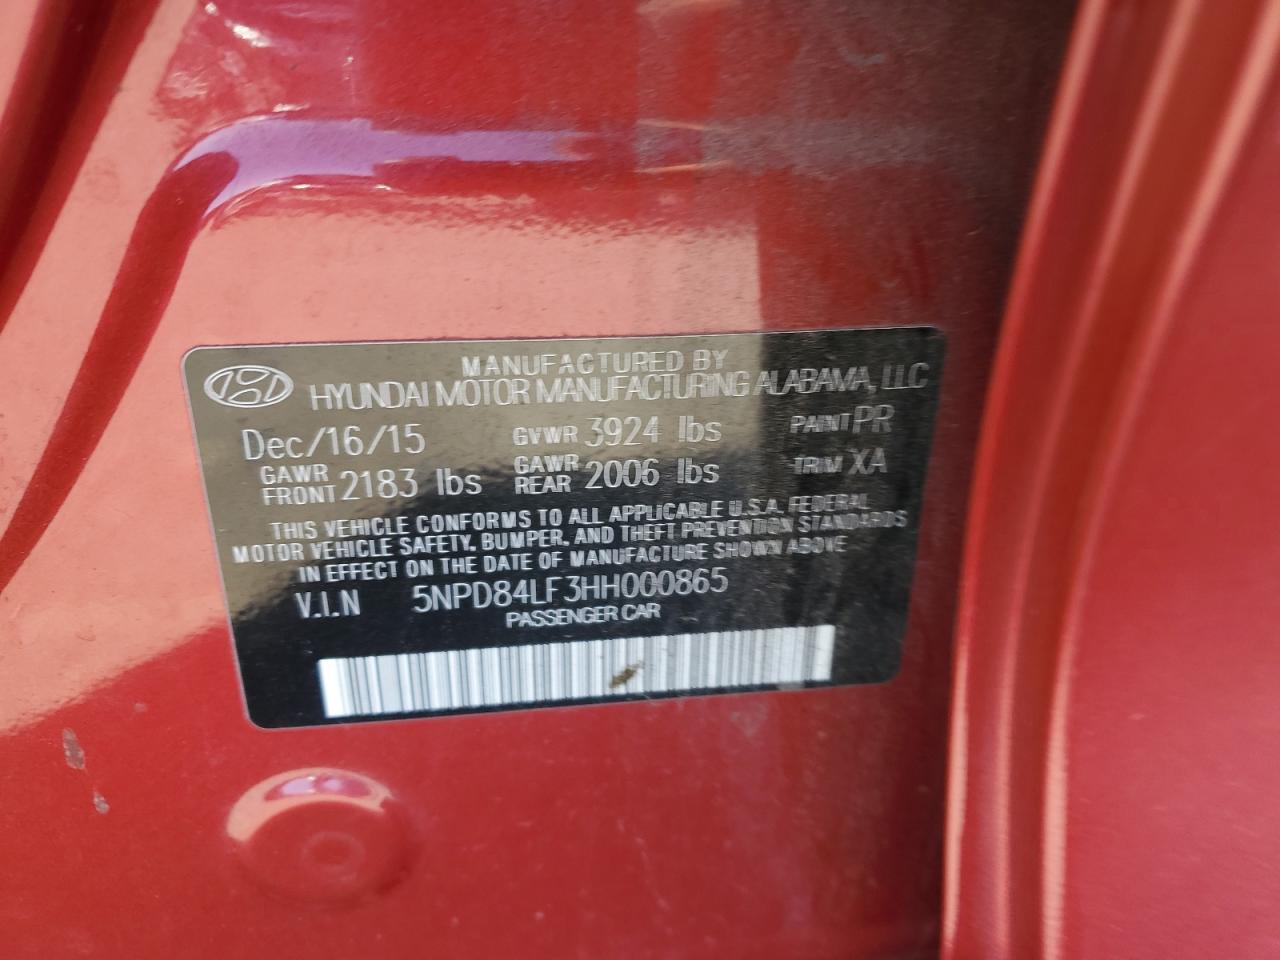 MANUFACTURED BY
HYUNDAI MOTOR MANUFACTURING ALABAMA, LLC
Dec/16/15 GVWR 3924 lbs PAINT PR
GAWR FRONT 2183 lbs GAWR REAR 2006 lbs TRIM XA
THIS VEHICLE CONFORMS TO ALL APPLICABLE U.S.A. FEDERAL
MOTOR VEHICLE SAFETY, BUMPER, AND THEFT PREVENTION STANDARDS
IN EFFECT ON THE DATE OF MANUFACTURE SHOWN ABOVE
V.I.N 5NPD84LF3HH000865
PASSENGER CAR